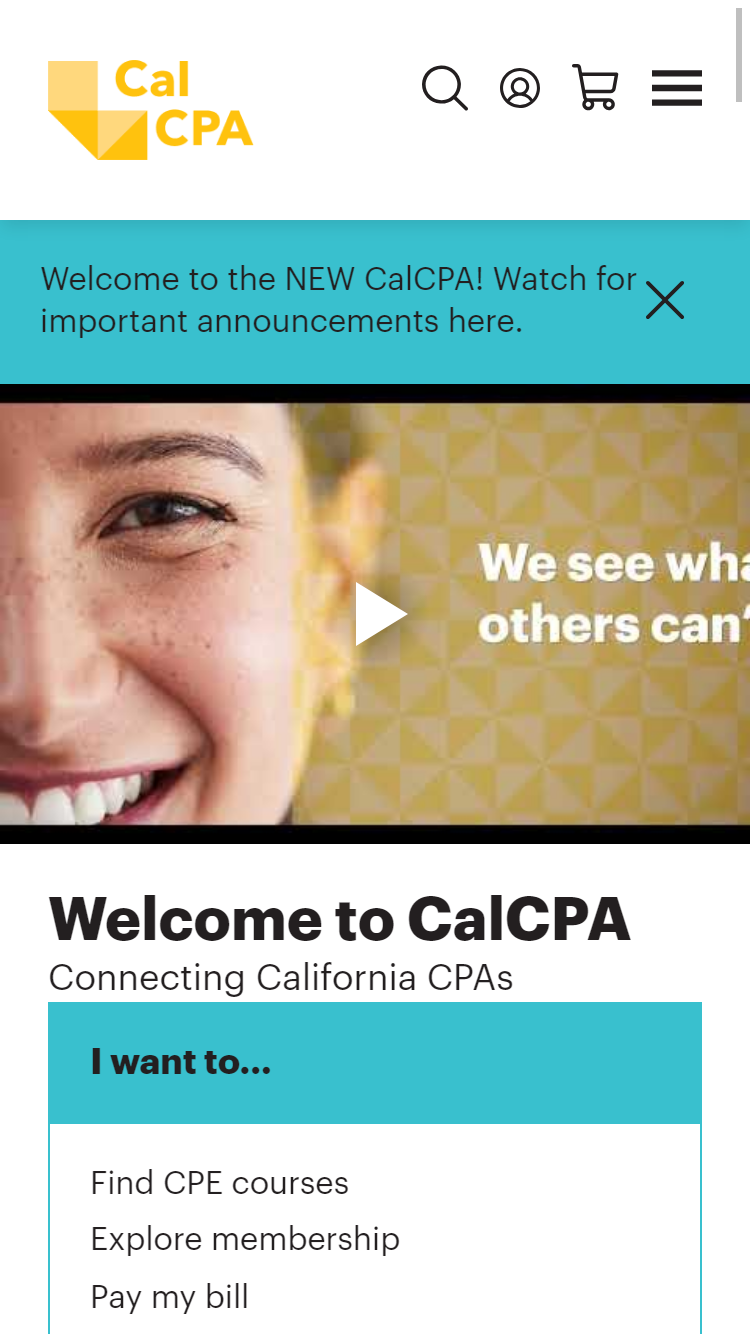 Cal
CPA
Welcome to the NEW CalCPA! Watch for
important announcements here.
We see wha
others can’
Welcome to CalCPA
Connecting California CPAs
I want to...
Find CPE courses
Explore membership
Pay my bill